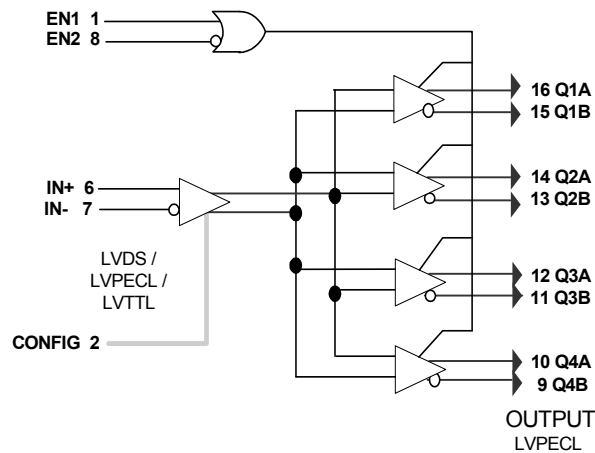 EN1 1
EN2 8
16 Q1A
15 Q1B
14 Q2A
13 Q2B
IN+ 6
IN- 7
LVDS /
LVPECL /
LVTTL
12 Q3A
11 Q3B
CONFIG 2
10 Q4A
9 Q4B
OUTPUT
LVPECL